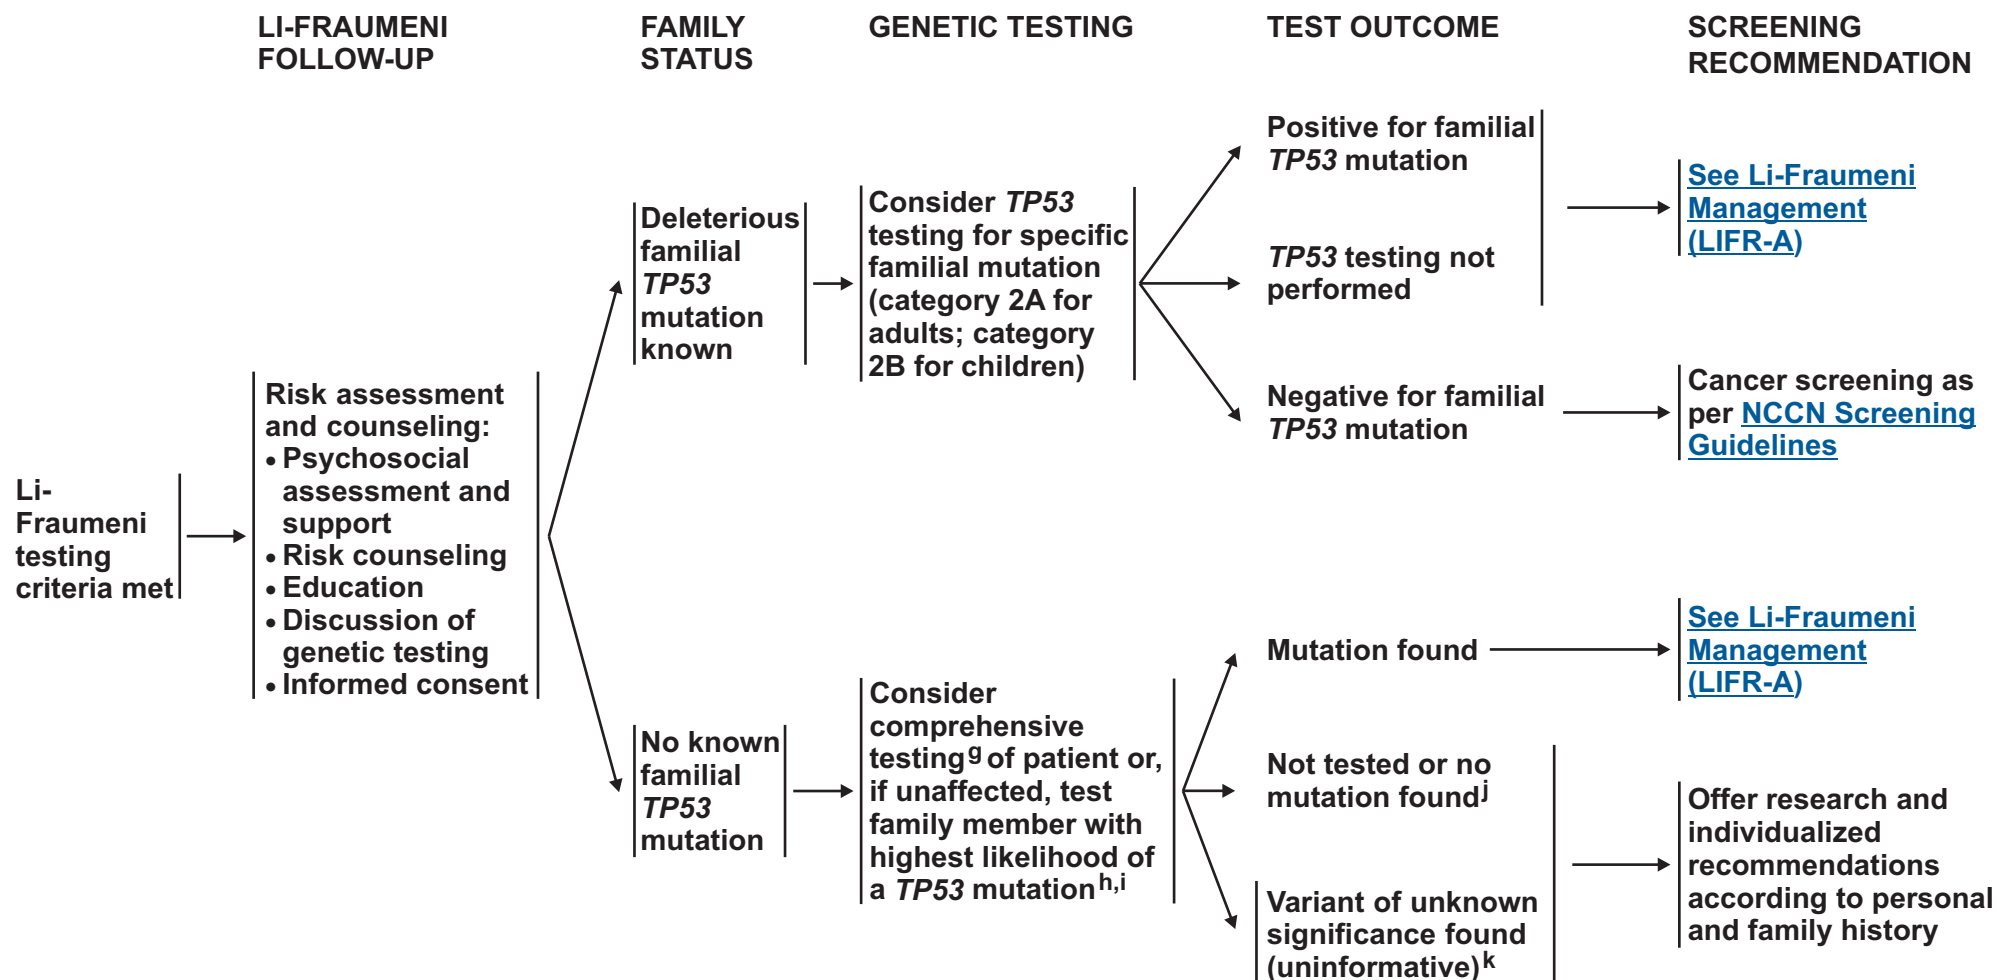 LI-FRAUMENI
FOLLOW-UP
FAMILY
STATUS
GENETIC TESTING
TEST OUTCOME
SCREENING
RECOMMENDATION
Li-
Fraumeni
testing
criteria met
Risk assessment
and counseling:
• Psychosocial
assessment and
support
• Risk counseling
• Education
• Discussion of
genetic testing
• Informed consent
Deleterious
familial
TP53
mutation
known
Consider TP53
testing for specific
familial mutation
(category 2A for
adults; category
2B for children)
Positive for familial
TP53 mutation
TP53 testing not
performed
See Li-Fraumeni
Management
(LIFR-A)
Negative for familial
TP53 mutation
Cancer screening as
per NCCN Screening
Guidelines
No known
familial
TP53
mutation
Consider
comprehensive
testing g of patient or,
if unaffected, test
family member with
highest likelihood of
a TP53 mutation h,i
Mutation found
See Li-Fraumeni
Management
(LIFR-A)
Not tested or no
mutation found j
Variant of unknown
significance found
(uninformative) k
Offer research and
individualized
recommendations
according to personal
and family history